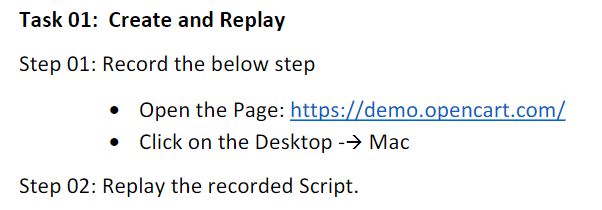 Task 01:  Create and Replay
Step 01: Record the below step
• Open the Page: https://demo.opencart.com/
• Click on the Desktop -→ Mac
Step 02: Replay the recorded Script.